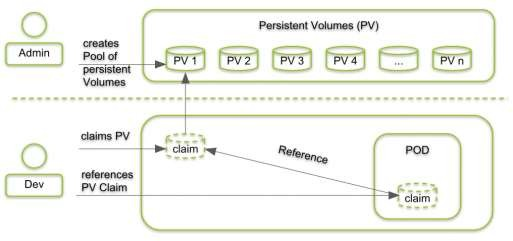 Persistent Volumes (PV)
Admin
creates
Pool of
persistent
Volumes
PV 1
PV 2
PV 3
PV 4
...
PV n
claims PV
claim
Reference
POD
Dev
references
PV Claim
claim